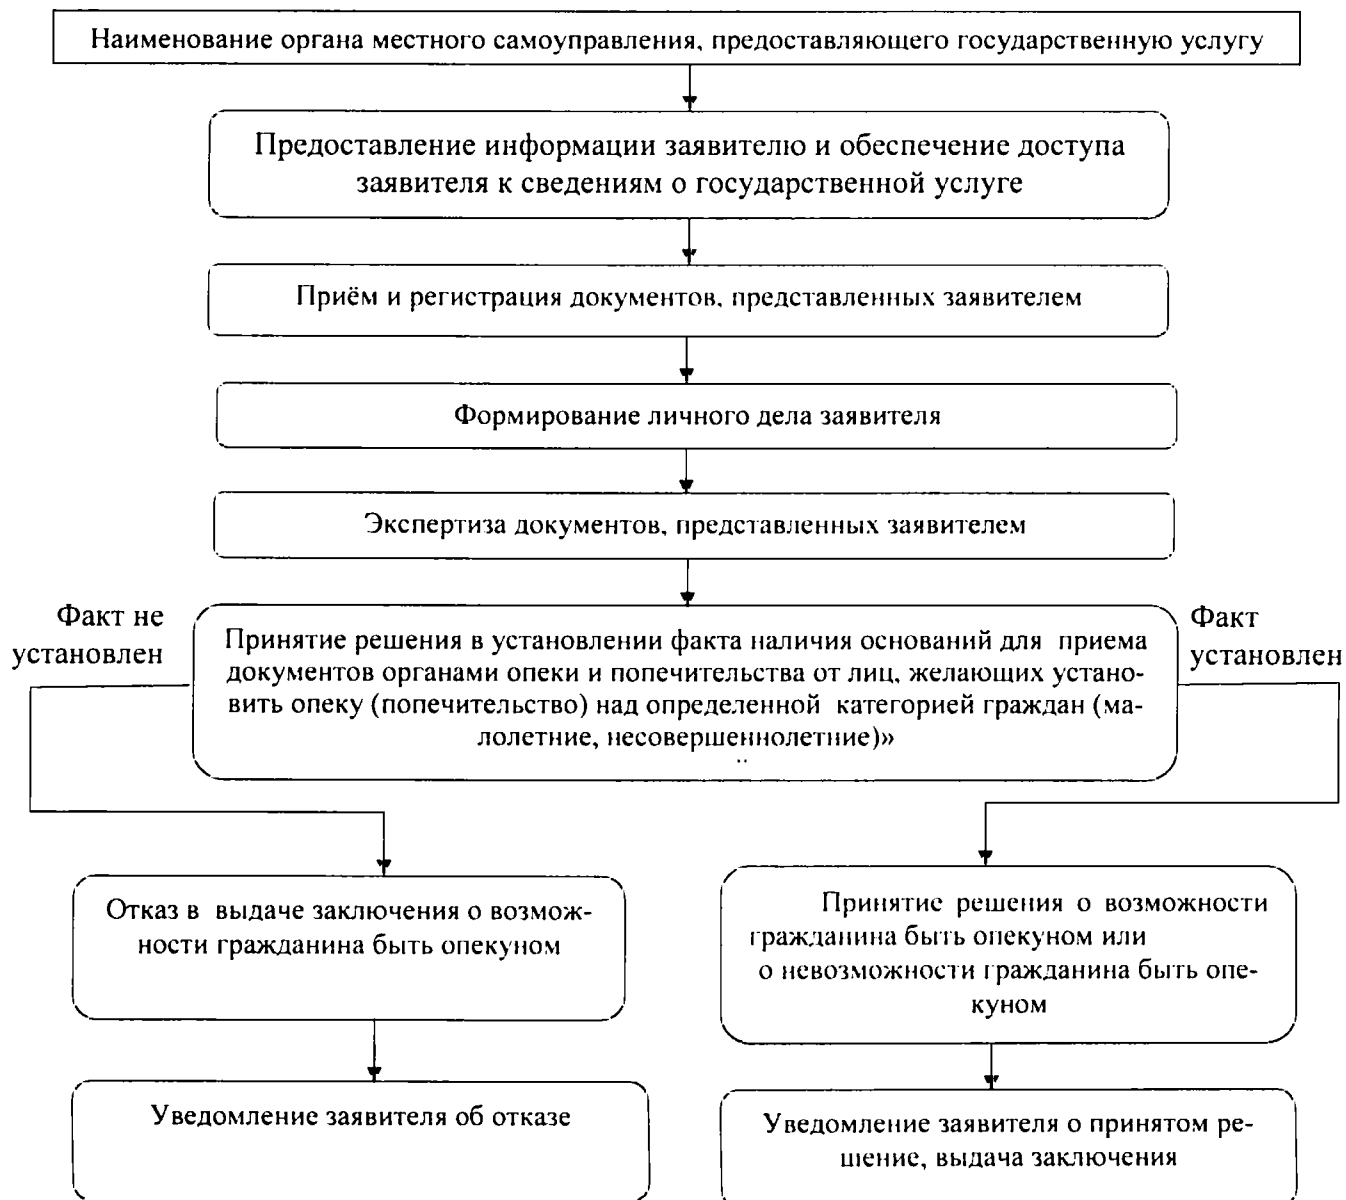 Наименование органа местного самоуправления, предоставляющего государственную услугу
Предоставление информации заявителю и обеспечение доступа
заявителя к сведениям о государственной услуге
Приём и регистрация документов, представленных заявителем
Формирование личного дела заявителя
Экспертиза документов, представленных заявителем
Факт не
установлен
Принятие решения в установлении факта наличия оснований для приема
документов органами опеки и попечительства от лиц, желающих устано-
вить опеку (попечительство) над определенной категорией граждан (ма-
лолетние, несовершеннолетние)»
Факт
установлен
Отказ в выдаче заключения о возмож-
ности гражданина быть опекуном
Принятие решения о возможности
гражданина быть опекуном или
о невозможности гражданина быть опе-
куном
Уведомление заявителя об отказе
Уведомление заявителя о принятом ре-
шение, выдача заключения